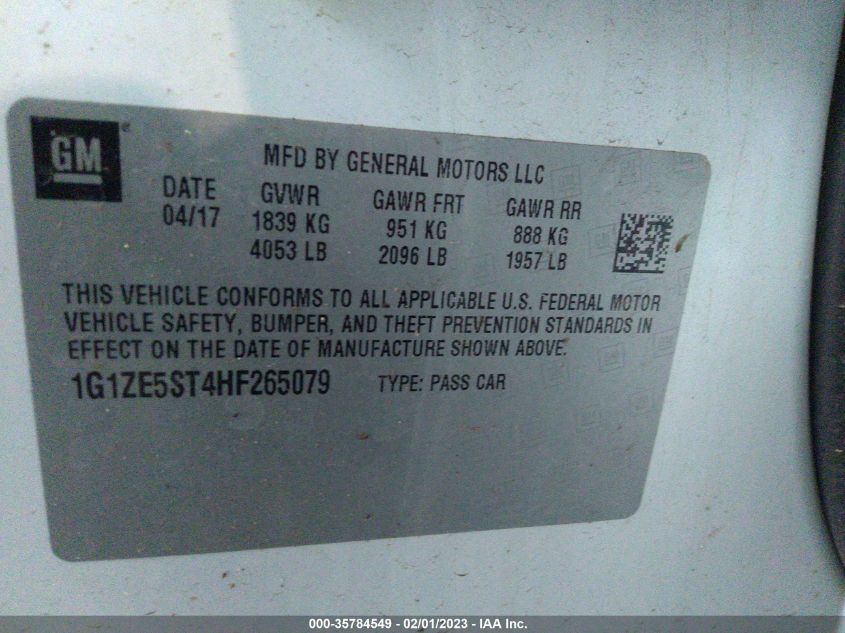 GM®
MFD BY GENERAL MOTORS LLC
DATE GVWR GAWR FRT GAWR RR
04/17 1839 KG 951 KG 888 KG
4053 LB 2096 LB 1957 LB
THIS VEHICLE CONFORMS TO ALL APPLICABLE U.S. FEDERAL MOTOR
VEHICLE SAFETY, BUMPER, AND THEFT PREVENTION STANDARDS IN
EFFECT ON THE DATE OF MANUFACTURE SHOWN ABOVE.
1G1ZE5ST4HF265079 TYPE: PASS CAR
000-35784549 - 02/01/2023 - IAA Inc.